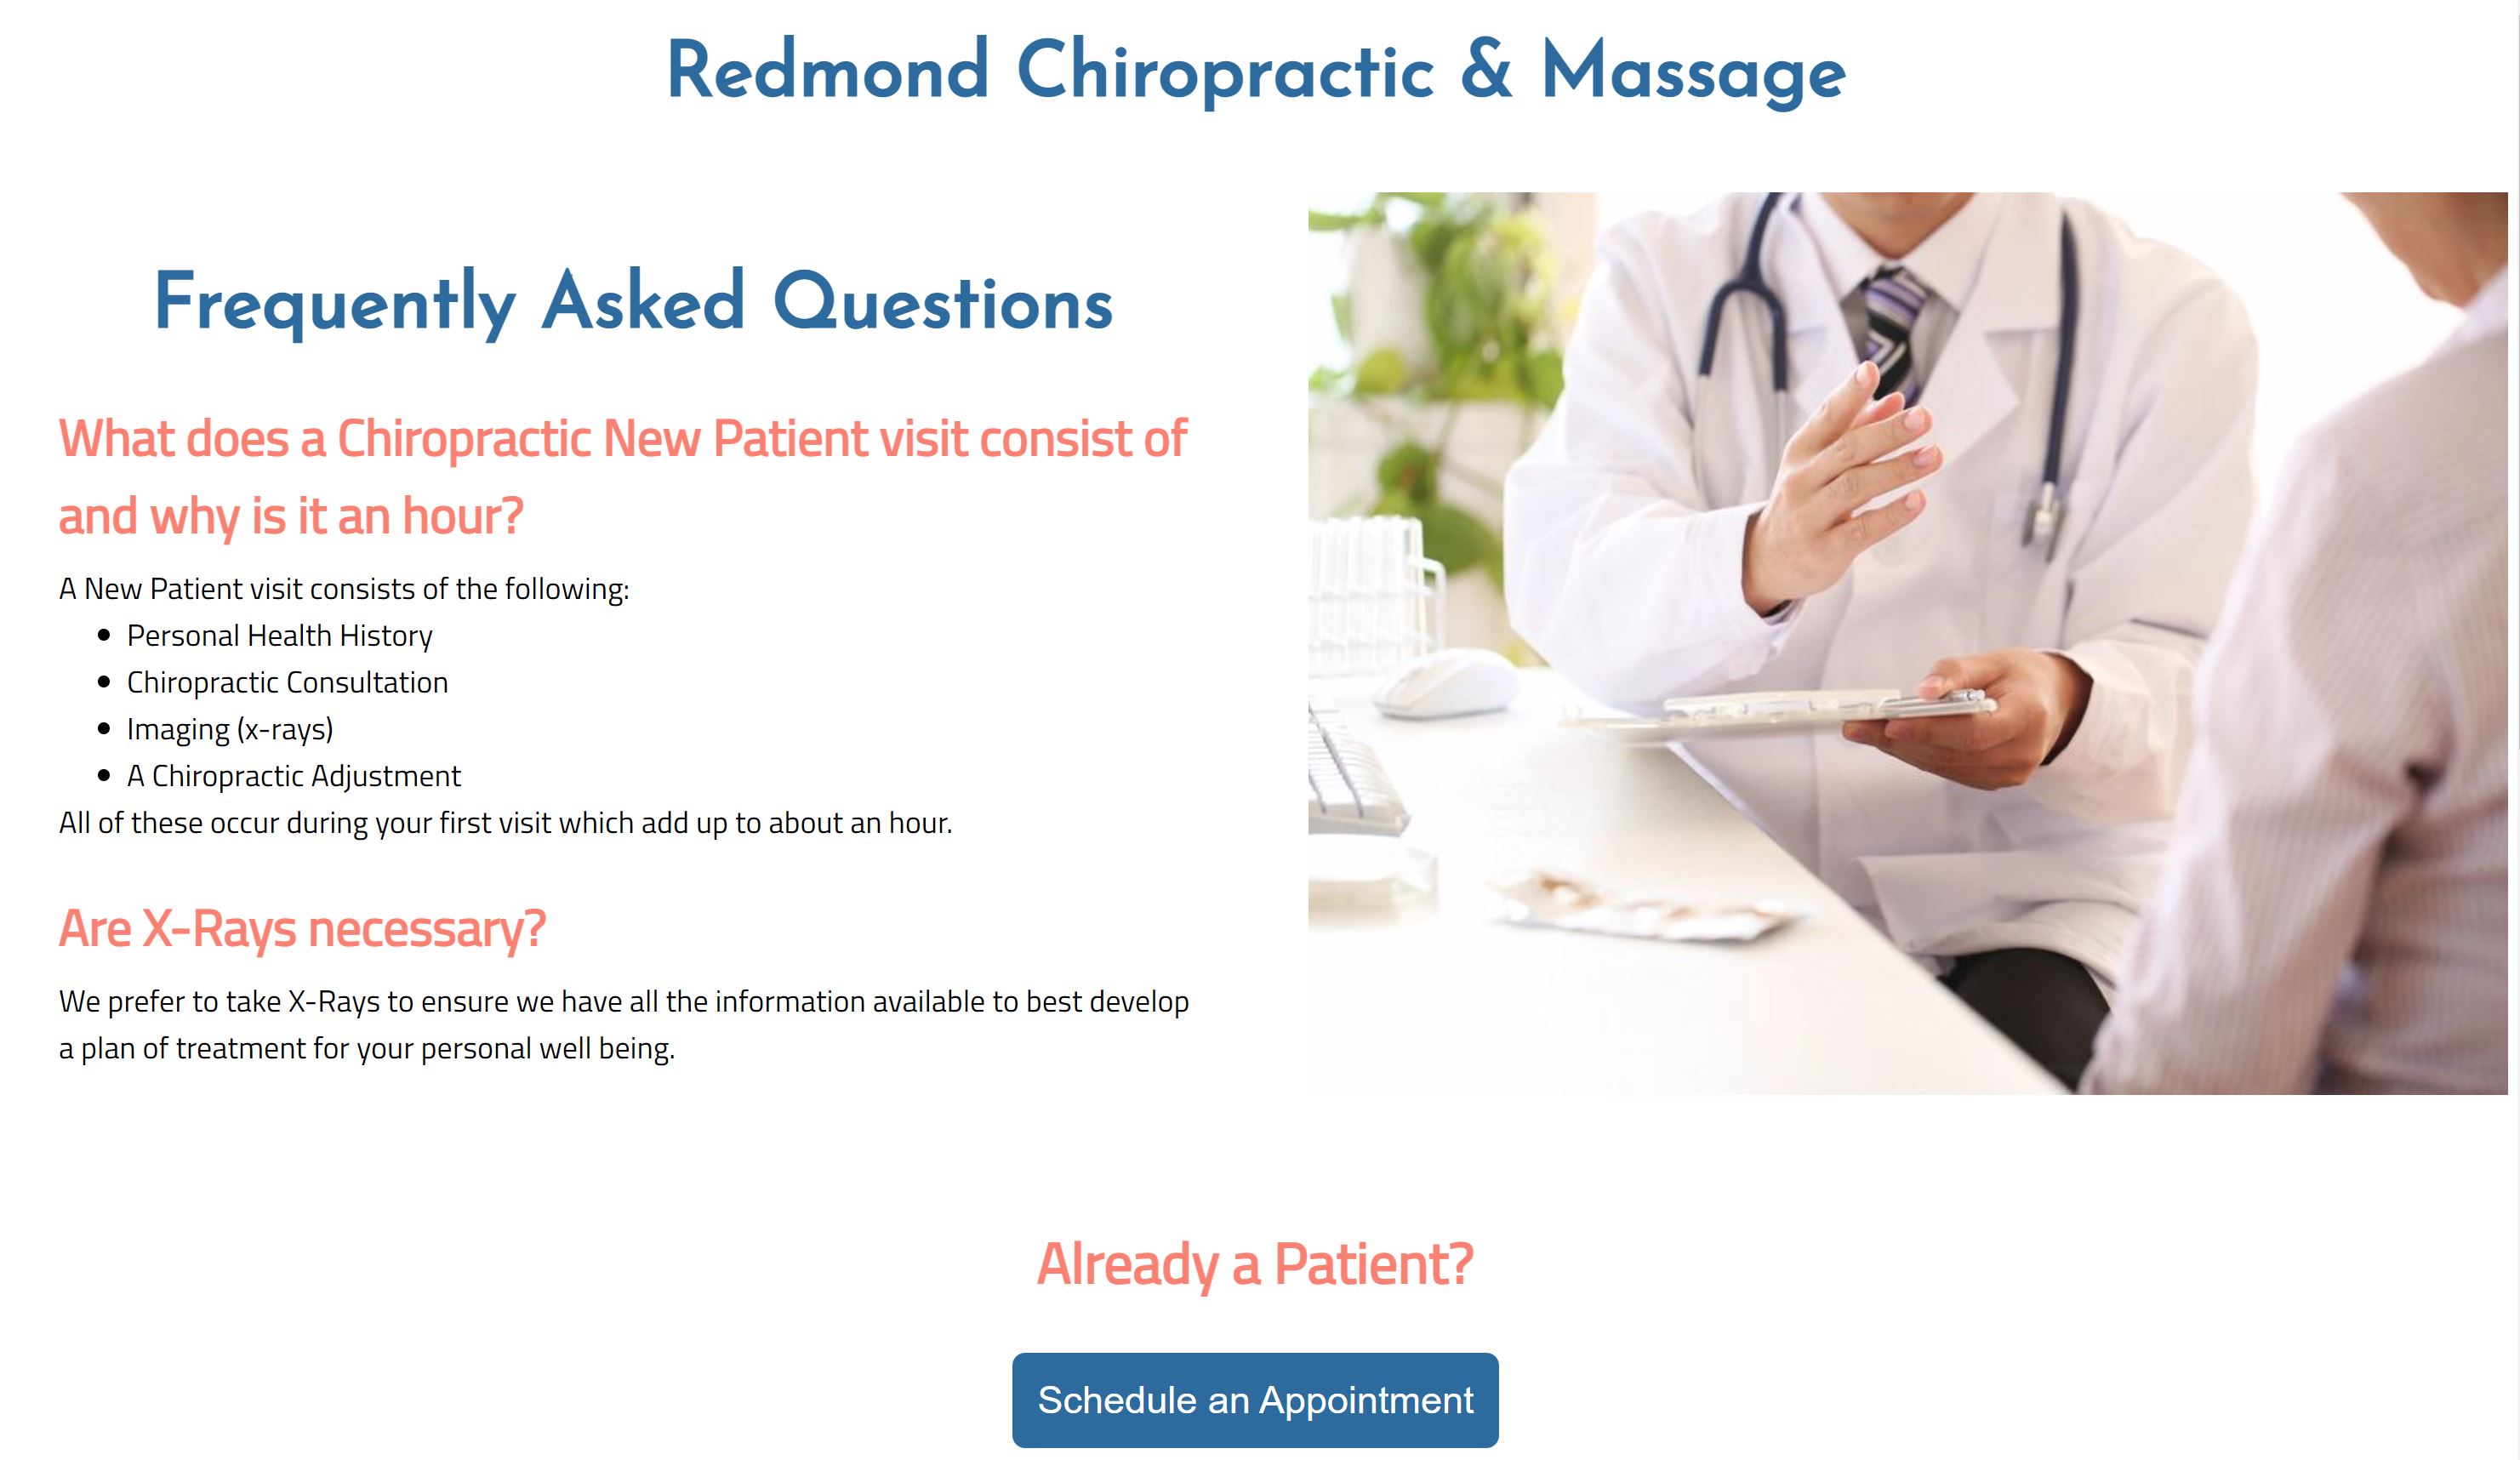 Redmond Chiropractic & Massage
Frequently Asked Questions
What does a Chiropractic New Patient visit consist of
and why is it an hour?
A New Patient visit consists of the following:
• Personal Health History
• Chiropractic Consultation
• Imaging (x-rays)
• A Chiropractic Adjustment
All of these occur during your first visit which add up to about an hour.
Are X-Rays necessary?
We prefer to take X-Rays to ensure we have all the information available to best develop
a plan of treatment for your personal well being.
Already a Patient?
Schedule an Appointment